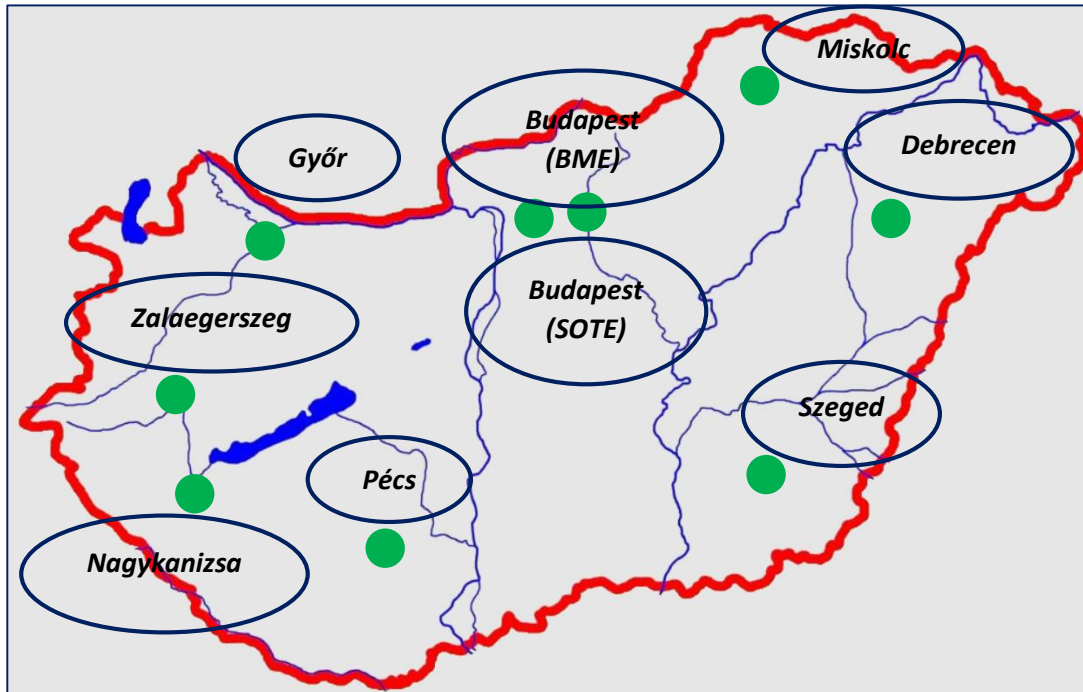 Miskolc
Budapest
(BME)
Debrecen
Győr
Budapest
(SOTE)
Zalaegerszeg
Szeged
Pécs
Nagykanizsa